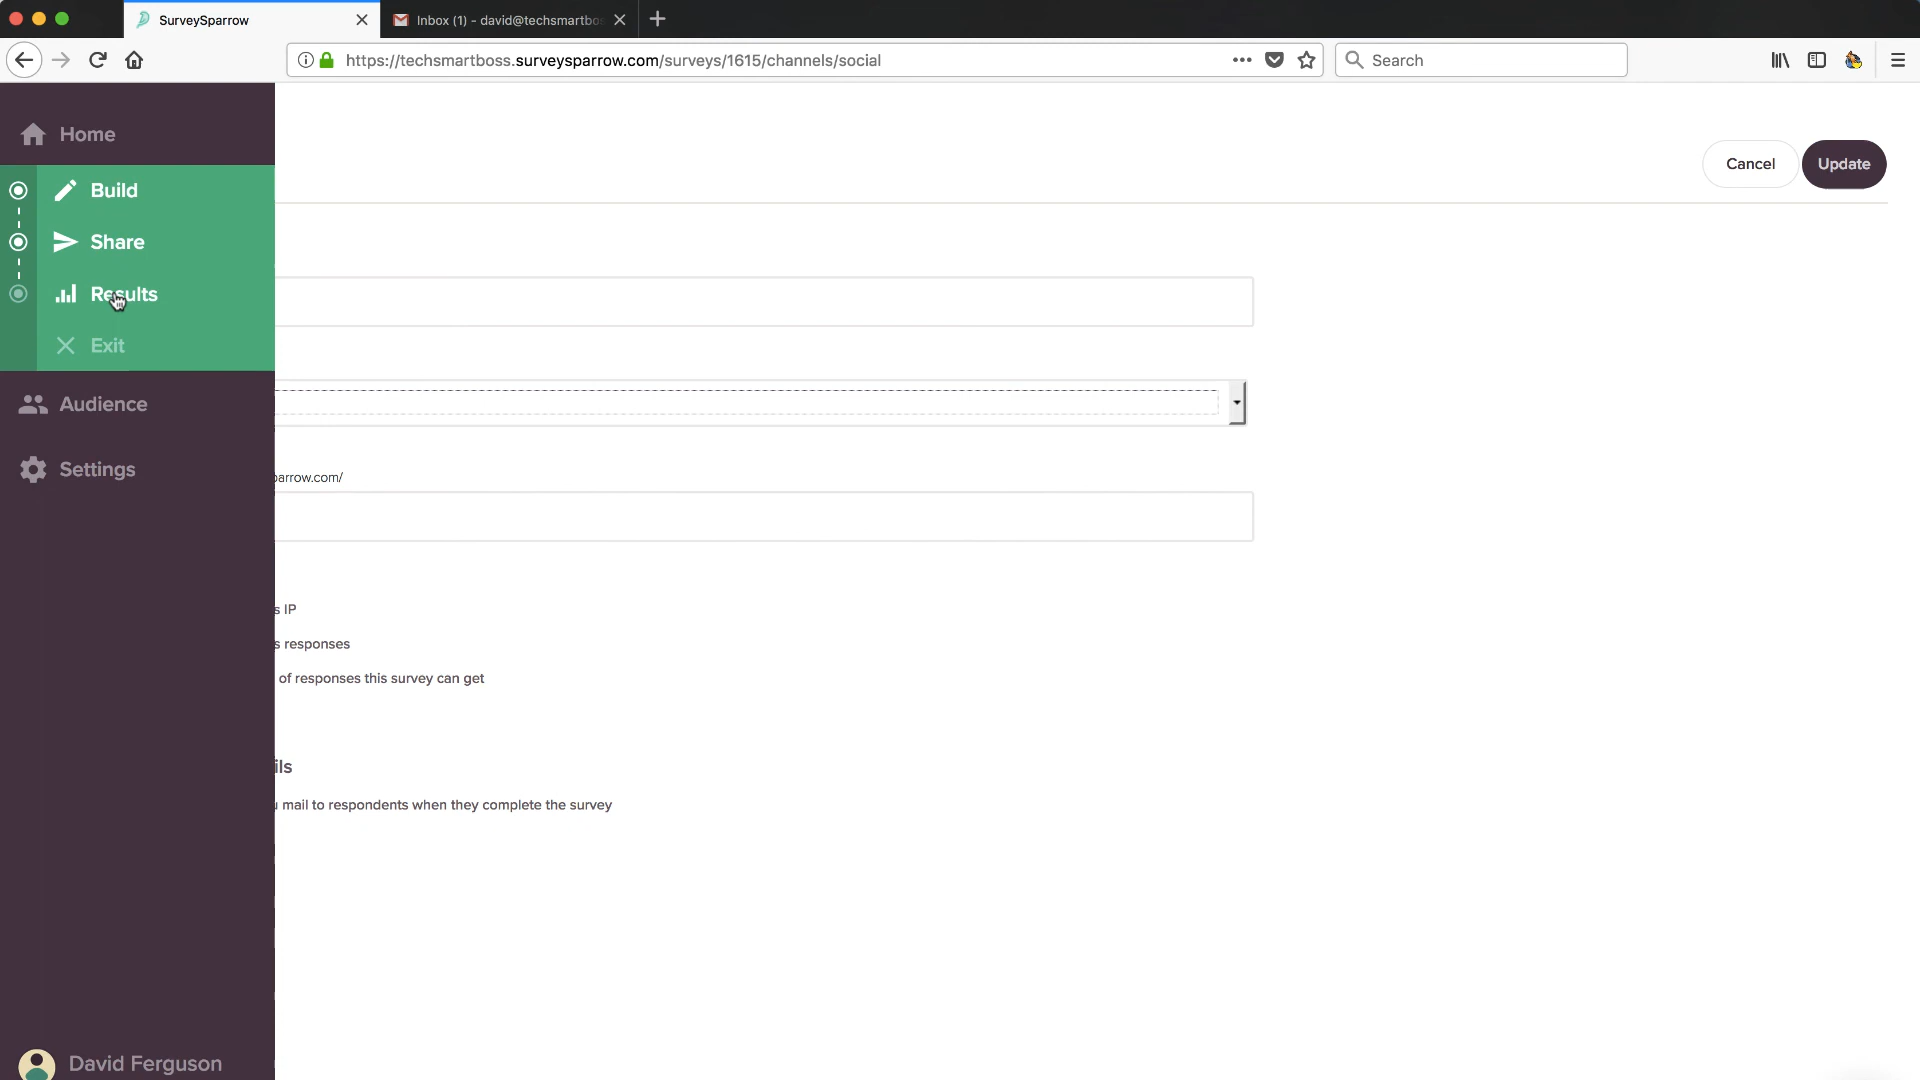 SurveySparrow
Inbox (1) - david@techsmartbo
https://techsmartboss.surveysparrow.com/surveys/1615/channels/social
Search
Home
Build
Share
Results
Exit
Audience
Settings
David Ferguson
Cancel
Update
parrow.com/
s IP
s responses
of responses this survey can get
ils
mail to respondents when they complete the survey